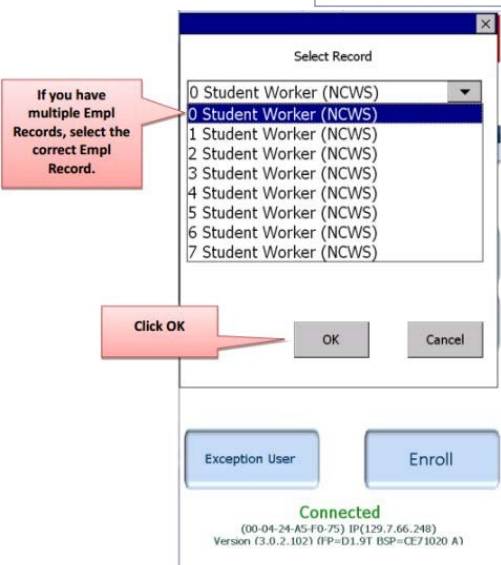 Select Record
If you have
multiple Empl
Records, select the
correct Empl
Record.
0 Student Worker (NCWS)
0 Student Worker (NCWS)
1 Student Worker (NCWS)
2 Student Worker (NCWS)
3 Student Worker (NCWS)
4 Student Worker (NCWS)
5 Student Worker (NCWS)
6 Student Worker (NCWS)
7 Student Worker (NCWS)
Click OK
OK Cancel
Exception User Enroll
Connected
(00-04-24-A5-F0-75) IP(129.7.66.248)
Version (3.0.2.102) (FP=D1.9T BSP=CE71020 A)